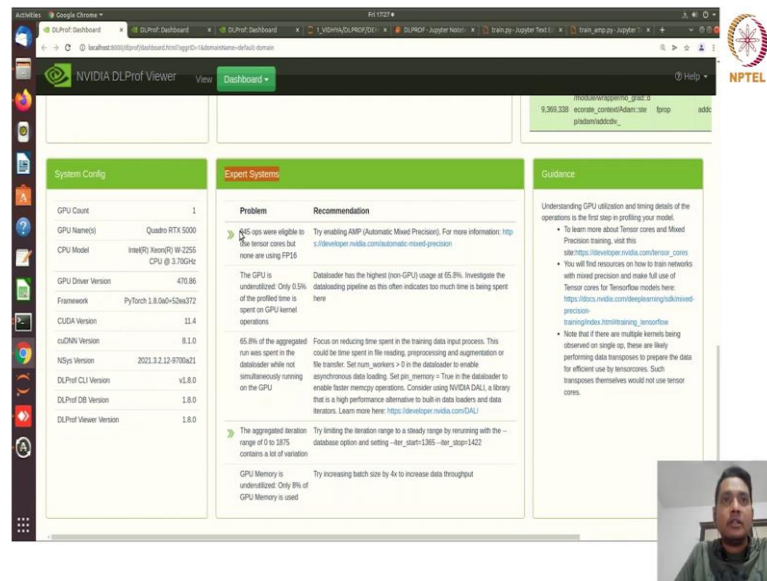 Activities
Google Chrome
Fri 17:27
DLProf: Dashboard
DLProf: Dashboard
DLProf: Dashboard
1_VIDHYA/DLPROF/DE
DLPROF - Jupyter Noteb
train.py - Jupyter Text Ed
train_amp.py - Jupyter T
localhost:8000/dlprof/dashboard.html?aggrID=1&domainName=default-domain
NPTEL
NVIDIA DLProf Viewer
View
Dashboard
Help
/module/wrapper/no_grad::d
9,369,338
ecorate_context/Adam::ste
fprop
addc
p/adam/addcdiv_
System Config
GPU Count 1
GPU Name(s) Quadro RTX 5000
CPU Model Intel(R) Xeon(R) W-2255
CPU @ 3.70GHz
GPU Driver Version 470.86
Framework PyTorch 1.8.0a0+52ea372
CUDA Version 11.4
cuDNN Version 8.1.0
NSys Version 2021.3.2.12-9700a21
DLProf CLI Version v1.8.0
DLProf DB Version 1.8.0
DLProf Viewer Version 1.8.0
Expert Systems
Problem Recommendation
945 ops were eligible to
use tensor cores but
none are using FP16
Try enabling AMP (Automatic Mixed Precision). For more information: http
s://developer.nvidia.com/automatic-mixed-precision
The GPU is
underutilized: Only 0.5%
of the profiled time is
spent on GPU kernel
operations
Dataloader has the highest (non-GPU) usage at 65.8%. Investigate the
dataloading pipeline as this often indicates too much time is being spent
here
65.8% of the aggregated
run was spent in the
dataloader while not
simultaneously running
on the GPU
Focus on reducing time spent in the training data input process. This
could be time spent in file reading, preprocessing and augmentation or
file transfer. Set num_workers > 0 in the dataloader to enable
asynchronous data loading. Set pin_memory = True in the dataloader to
enable faster memcpy operations. Consider using NVIDIA DALI, a library
that is a high performance alternative to built-in data loaders and data
iterators. Learn more here: https://developer.nvidia.com/DALI
The aggregated iteration
range of 0 to 1875
contains a lot of variation
Try limiting the iteration range to a steady range by rerunning with the --
database option and setting --iter_start=1365 --iter_stop=1422
GPU Memory is
underutilized: Only 8% of
GPU Memory is used
Try increasing batch size by 4x to increase data throughput
Guidance
Understanding GPU utilization and timing details of the
operations is the first step in profiling your model.
• To learn more about Tensor cores and Mixed
Precision training, visit this
site:https://developer.nvidia.com/tensor_cores
• You will find resources on how to train networks
with mixed precision and make full use of
Tensor cores for Tensorflow models here:
https://docs.nvidia.com/deeplearning/sdk/mixed-
precision-
training/index.html#training_tensorflow
• Note that if there are multiple kernels being
observed on single op, these are likely
performing data transposes to prepare the data
for efficient use by tensorcores. Such
transposes themselves would not use tensor
cores.